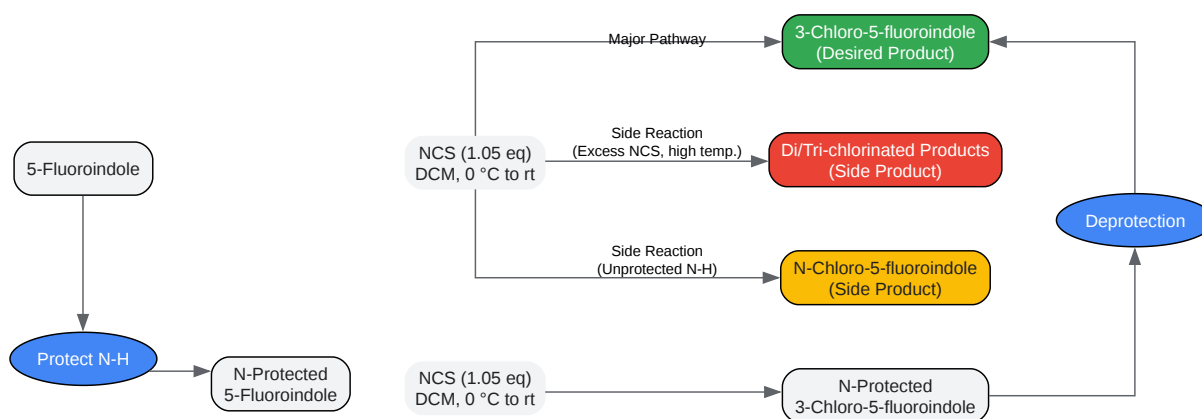 5-Fluoroindole
Protect N-H
N-Protected
5-Fluoroindole
NCS (1.05 eq)
DCM, 0 °C to rt
Major Pathway
3-Chloro-5-fluoroindole
(Desired Product)
Side Reaction
(Excess NCS, high temp.)
Di/Tri-chlorinated Products
(Side Product)
Side Reaction
(Unprotected N-H)
N-Chloro-5-fluoroindole
(Side Product)
NCS (1.05 eq)
DCM, 0 °C to rt
N-Protected
3-Chloro-5-fluoroindole
Deprotection